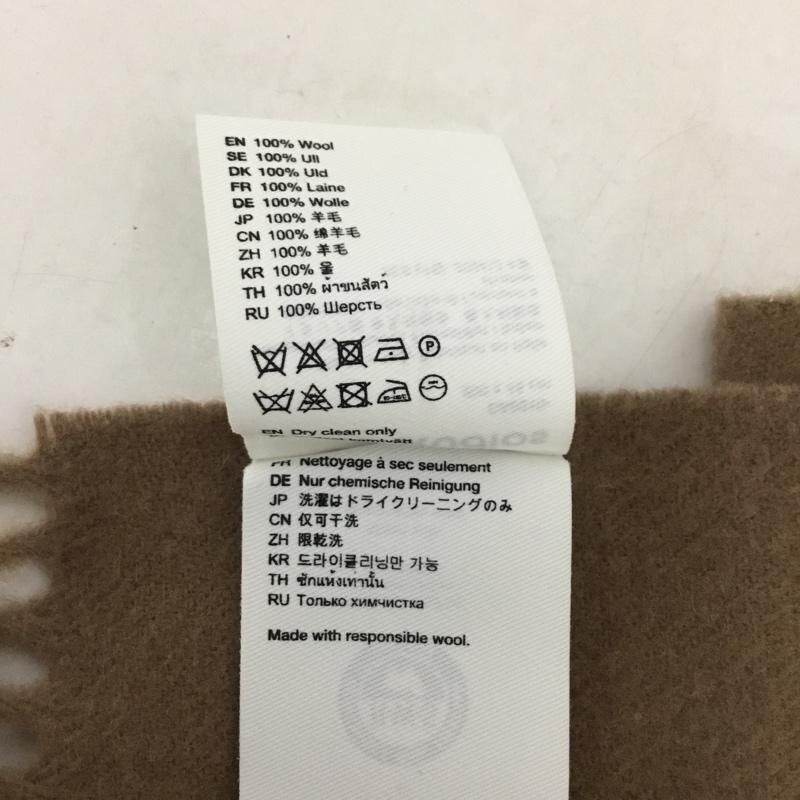 EN 100% Wool
SE 100% Ull
DK 100% Uld
FR 100% Laine
DE 100% Wolle
JP 100% 羊毛
CN 100% 绵羊毛
ZH 100% 羊毛
KR 100% 울
TH 100% ผ้าขนสัตว์
RU 100% Шерсть
P
EN Dry clean only
FR Nettoyage à sec seulement
DE Nur chemische Reinigung
JP 洗濯はドライクリーニングのみ
CN 仅可干洗
ZH 限乾洗
KR 드라이클리닝만 가능
TH ซักแห้งเท่านั้น
RU Только химчистка
Made with responsible wool.